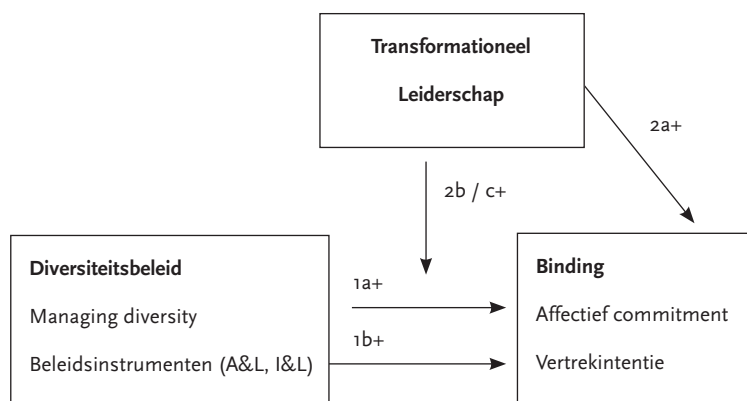 Transformationeel
Leiderschap
2a+
2b / c+
Diversiteitsbeleid
Managing diversity
Beleidsinstrumenten (A&L, I&L)
1a+
1b+
Binding
Affectief commitment
Vertrekintentie